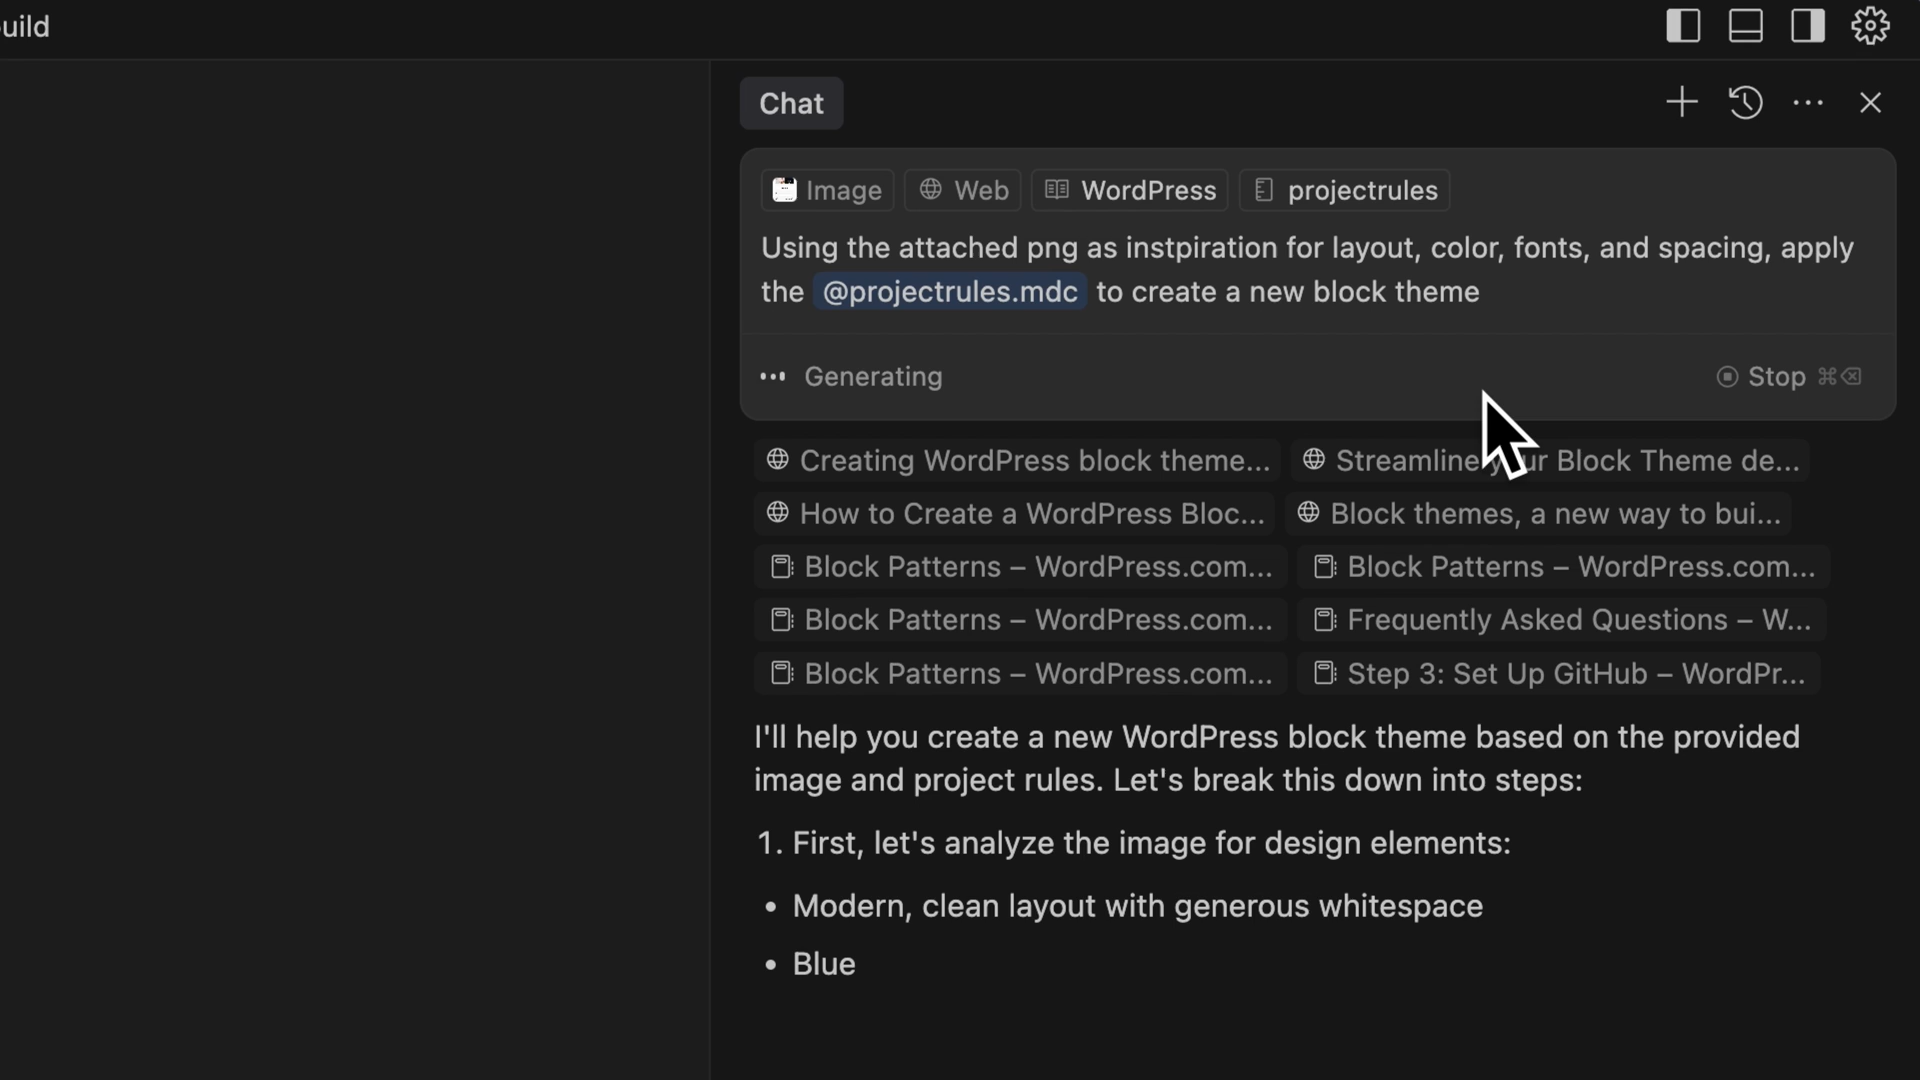 uild
Chat
Image Web WordPress projectrules
Using the attached png as instpiration for layout, color, fonts, and spacing, apply
the @projectrules.mdc to create a new block theme
Generating Stop ⌘⌫
Creating WordPress block theme... Streamline your Block Theme de...
How to Create a WordPress Bloc... Block themes, a new way to bui...
Block Patterns – WordPress.com... Block Patterns – WordPress.com...
Block Patterns – WordPress.com... Frequently Asked Questions – W...
Block Patterns – WordPress.com... Step 3: Set Up GitHub – WordPr...
I'll help you create a new WordPress block theme based on the provided
image and project rules. Let's break this down into steps:
1. First, let's analyze the image for design elements:
• Modern, clean layout with generous whitespace
• Blue